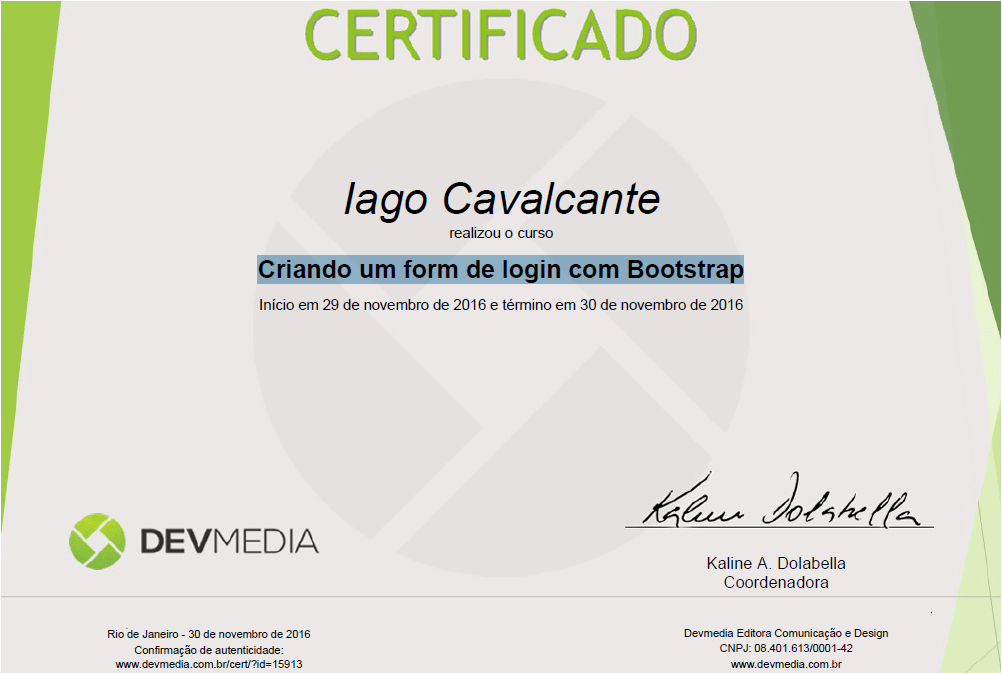 CERTIFICADO
Iago Cavalcante
realizou o curso
Criando um form de login com Bootstrap
Início em 29 de novembro de 2016 e término em 30 de novembro de 2016
DEVMEDIA
Kaline Dolabella
Kaline A. Dolabella
Coordenadora
Rio de Janeiro - 30 de novembro de 2016
Confirmação de autenticidade:
www.devmedia.com.br/cert/?id=15913
Devmedia Editora Comunicação e Design
CNPJ: 08.401.613/0001-42
www.devmedia.com.br